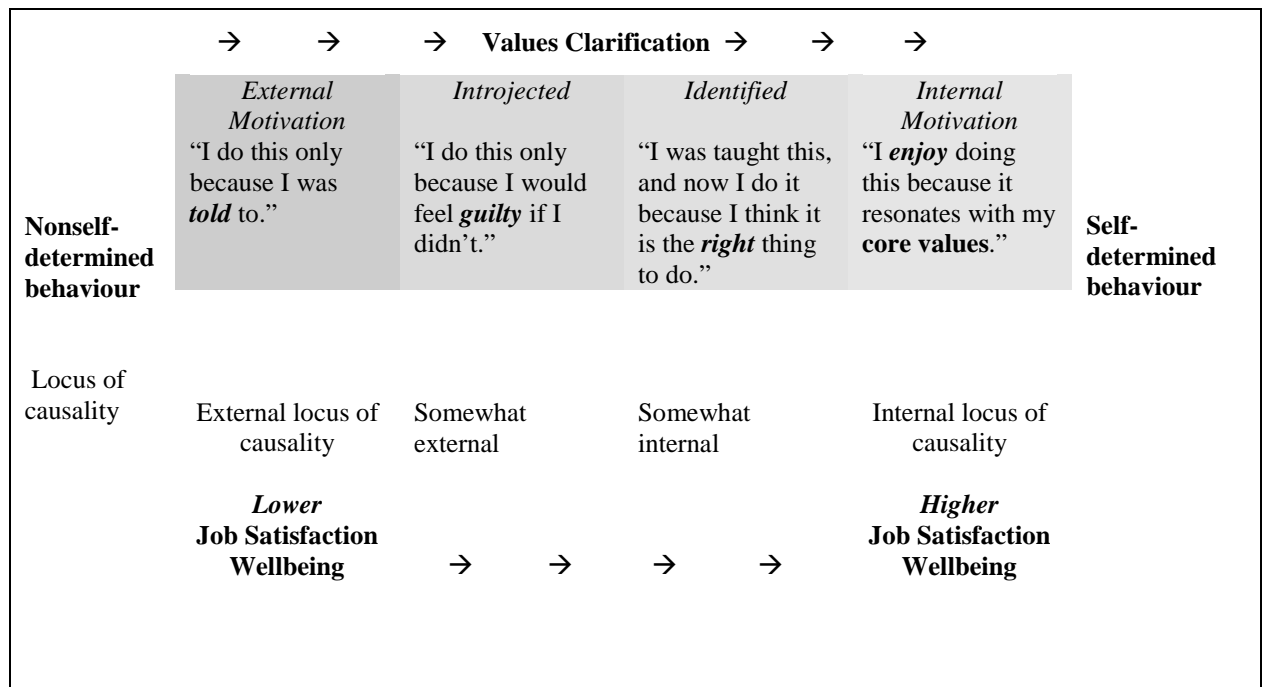 → → → Values Clarification → → →
External
Motivation
“I do this only
because I was
told to.”
Introjected
“I do this only
because I would
feel guilty if I
didn’t.”
Identified
“I was taught this,
and now I do it
because I think it
is the right thing
to do.”
Internal
Motivation
“I enjoy doing
this because it
resonates with my
core values.”
Nonself-
determined
behaviour
Self-
determined
behaviour
Locus of
causality
External locus of
causality
Somewhat
external
Somewhat
internal
Internal locus of
causality
Lower
Job Satisfaction
Wellbeing
→ → → →
Higher
Job Satisfaction
Wellbeing